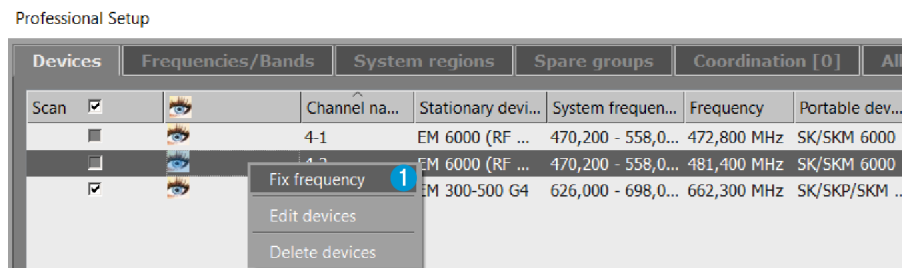 Professional Setup
Devices Frequencies/Bands System regions Spare groups Coordination [0] All
Scan Channel na... Stationary devi... System frequen... Frequency Portable dev...
4-1 EM 6000 (RF ... 470,200 - 558,0... 472,800 MHz SK/SKM 6000
EM 6000 (RF ... 470,200 - 558,0... 481,400 MHz SK/SKM 6000
Fix frequency 1
EM 300-500 G4 626,000 - 698,0... 662,300 MHz SK/SKP/SKM ...
Edit devices
Delete devices